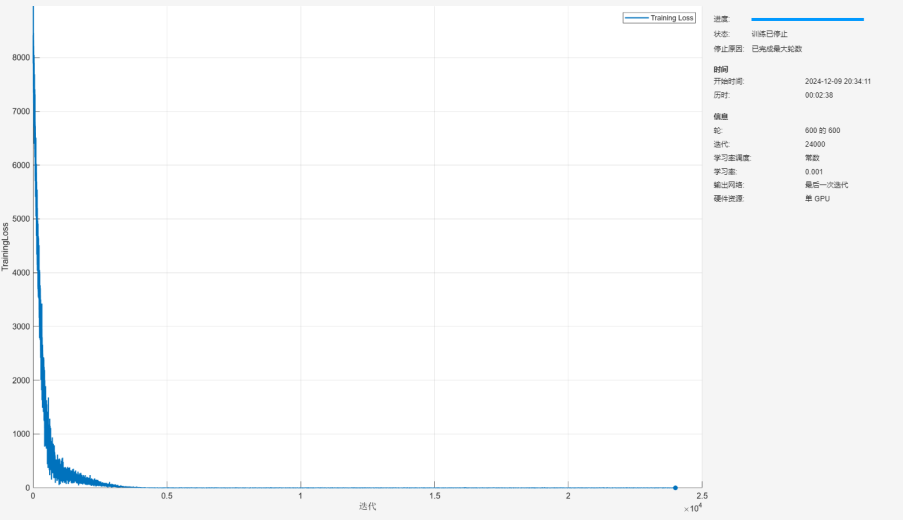 Training Loss
8000
7000
6000
5000
4000
3000
2000
1000
0
TrainingLoss
0
0.5
1
1.5
2
2.5
×10⁴
迭代
进度:
状态: 训练已停止
停止原因: 已完成最大轮数
时间
开始时间: 2024-12-09 20:34:11
历时: 00:02:38
信息
轮: 600 的 600
迭代: 24000
学习率调度: 常数
学习率: 0.001
输出网络: 最后一次迭代
硬件资源: 单 GPU